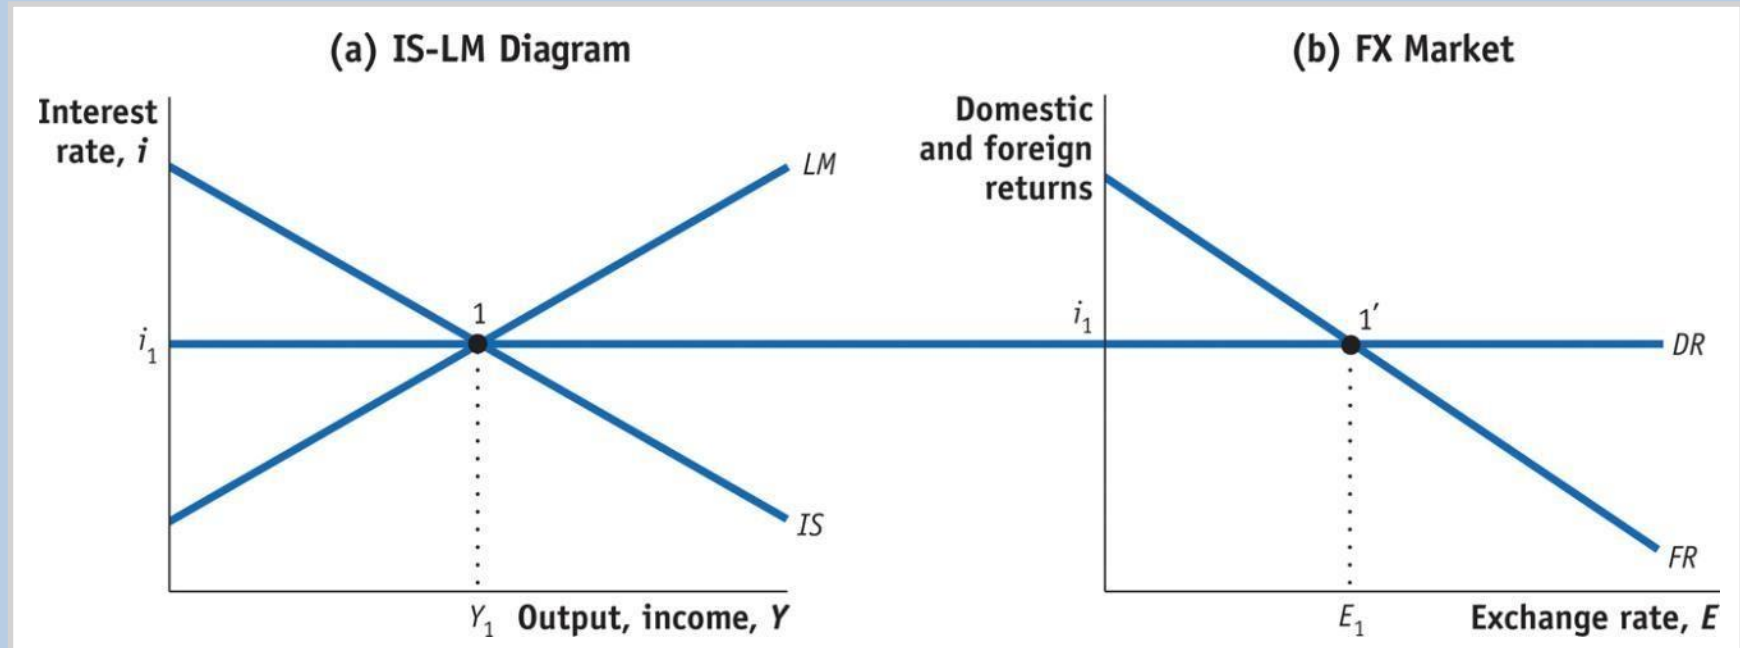 (a) IS-LM Diagram
Interest
rate, i
LM
1
i₁
IS
Y₁ Output, income, Y
(b) FX Market
Domestic
and foreign
returns
i₁
1′
DR
FR
E₁ Exchange rate, E